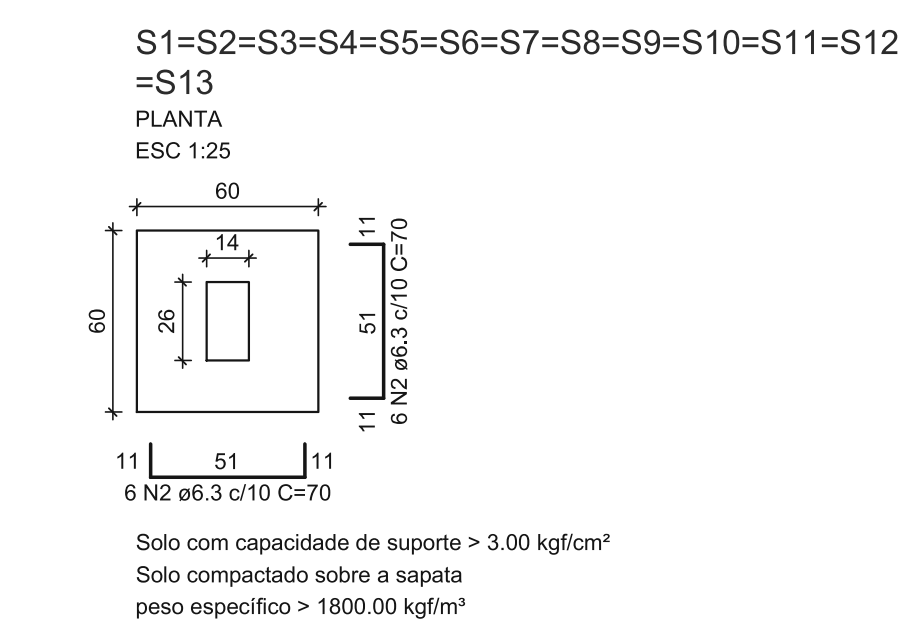 S1=S2=S3=S4=S5=S6=S7=S8=S9=S10=S11=S12
=S13
PLANTA
ESC 1:25
60
14
60
26
11
51
11
6 N2 ø6.3 c/10 C=70
11
51
11
6 N2 ø6.3 c/10 C=70
Solo com capacidade de suporte > 3.00 kgf/cm²
Solo compactado sobre a sapata
peso específico > 1800.00 kgf/m³